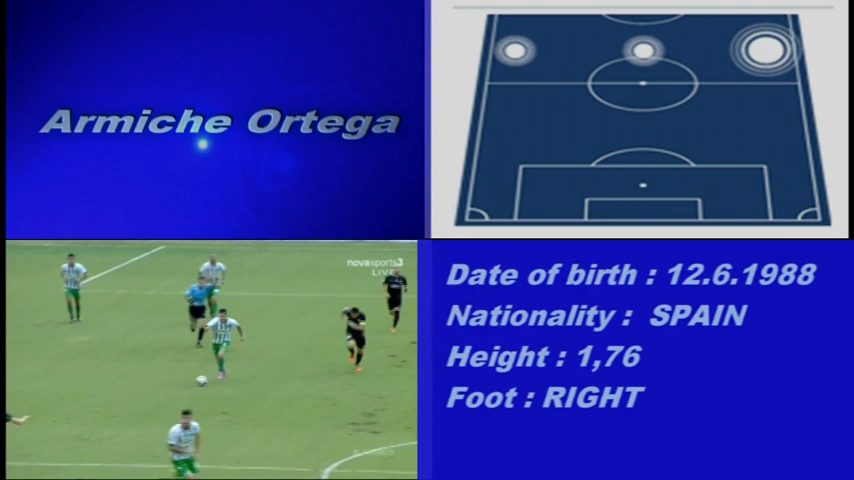 Armiche Ortega
novasports3
LIVE
Date of birth : 12.6.1988
Nationality : SPAIN
Height : 1,76
Foot : RIGHT